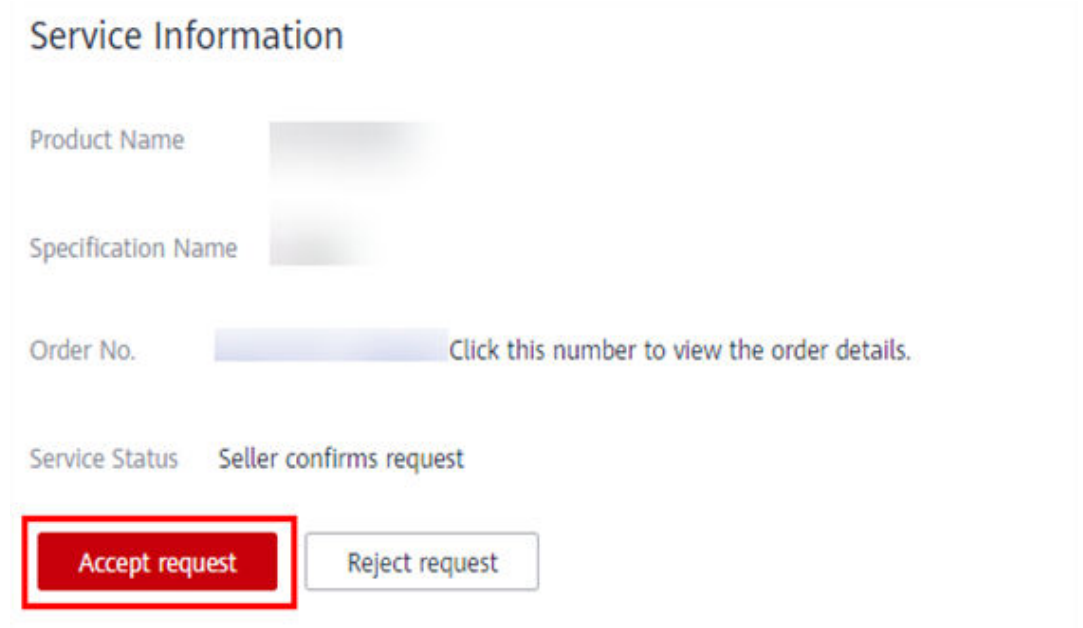 Service Information
Product Name
Specification Name
Order No. Click this number to view the order details.
Service Status Seller confirms request
Accept request Reject request